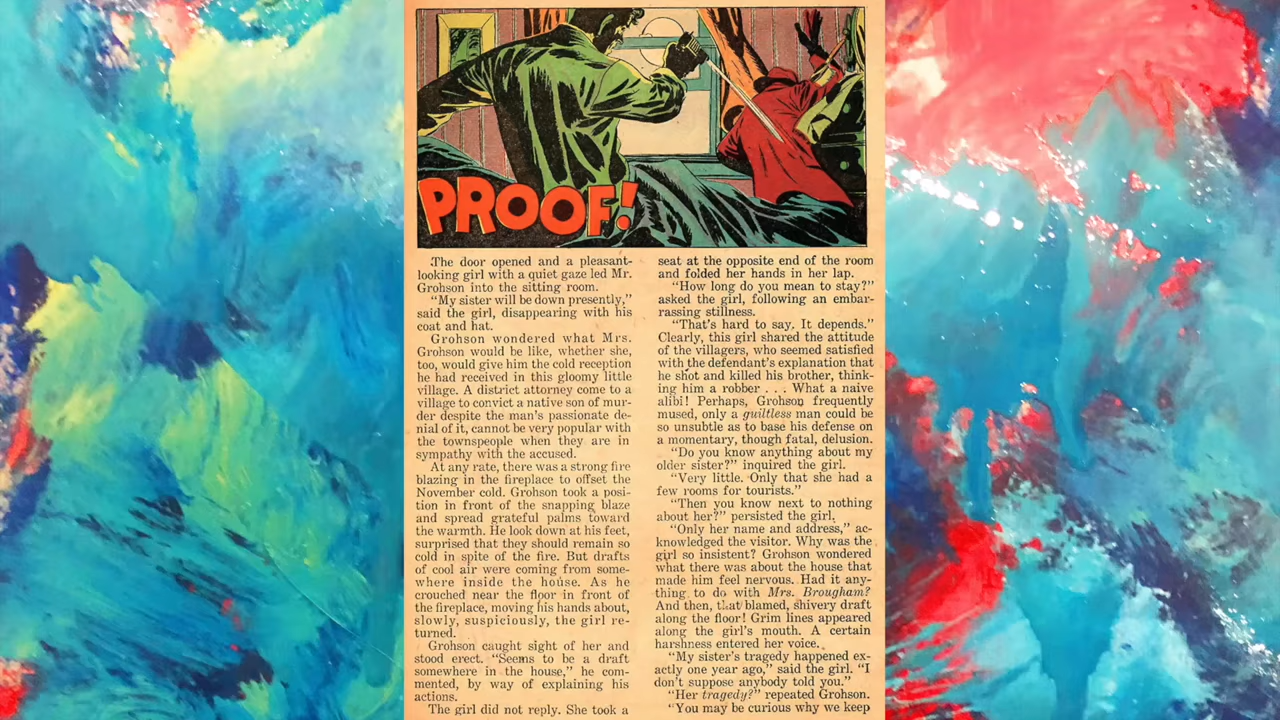 PROOF!
The door opened and a pleasant-
looking girl with a quiet gaze led Mr.
Grohson into the sitting room.
"My sister will be down presently,"
said the girl, disappearing with his
coat and hat.
Grohson wondered what Mrs.
Grohson would be like, whether she,
too, would give him the cold reception
he had received in this gloomy little
village. A district attorney come to a
village to convict a native son of mur-
der despite the man's passionate de-
nial of it, cannot be very popular with
the townspeople when they are in
sympathy with the accused.
At any rate, there was a strong fire
blazing in the fireplace to offset the
November cold. Grohson took a posi-
tion in front of the snapping blaze
and spread grateful palms toward
the warmth. He look down at his feet,
surprised that they should remain so
cold in spite of the fire. But drafts
of cool air were coming from some-
where inside the house. As he
crouched near the floor in front of
the fireplace, moving his hands about,
slowly, suspiciously, the girl re-
turned.
Grohson caught sight of her and
stood erect. "Seems to be a draft
somewhere in the house," he com-
mented, by way of explaining his
actions.
The girl did not reply. She took a
seat at the opposite end of the room
and folded her hands in her lap.
"How long do you mean to stay?"
asked the girl, following an embar-
rassing stillness.
"That's hard to say. It depends."
Clearly, this girl shared the attitude
of the villagers, who seemed satisfied
with the defendant's explanation that
he shot and killed his brother, think-
ing him a robber . . . What a naive
alibi! Perhaps, Grohson frequently
mused, only a guiltless man could be
so unsubtle as to base his defense on
a momentary, though fatal, delusion.
"Do you know anything about my
older sister?" inquired the girl.
"Very little. Only that she had a
few rooms for tourists."
"Then you know next to nothing
about her?" persisted the girl.
"Only her name and address," ac-
knowledged the visitor. Why was the
girl so insistent? Grohson wondered
what there was about the house that
made him feel nervous. Had it any-
thing to do with Mrs. Brougham?
And then, that blamed, shivery draft
along the floor! Grim lines appeared
along the girl's mouth. A certain
harshness entered her voice.
"My sister's tragedy happened ex-
actly one year ago," said the girl. "I
don't suppose anybody told you."
"Her tragedy?" repeated Grohson.
"You may be curious why we keep